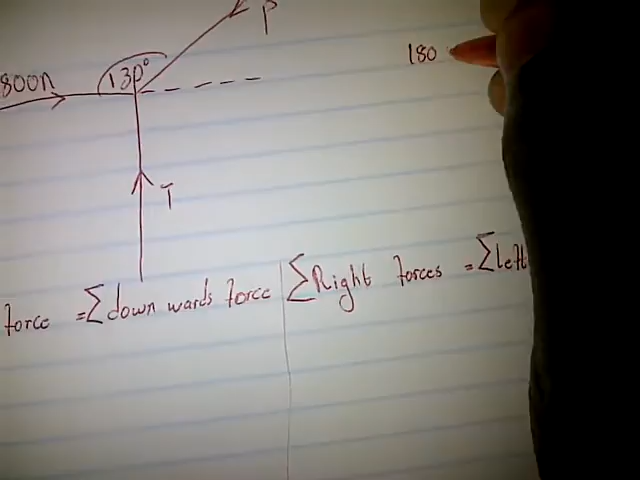 P
180
800n
130°
T
force = Σ down wards force Σ Right forces = Σ left